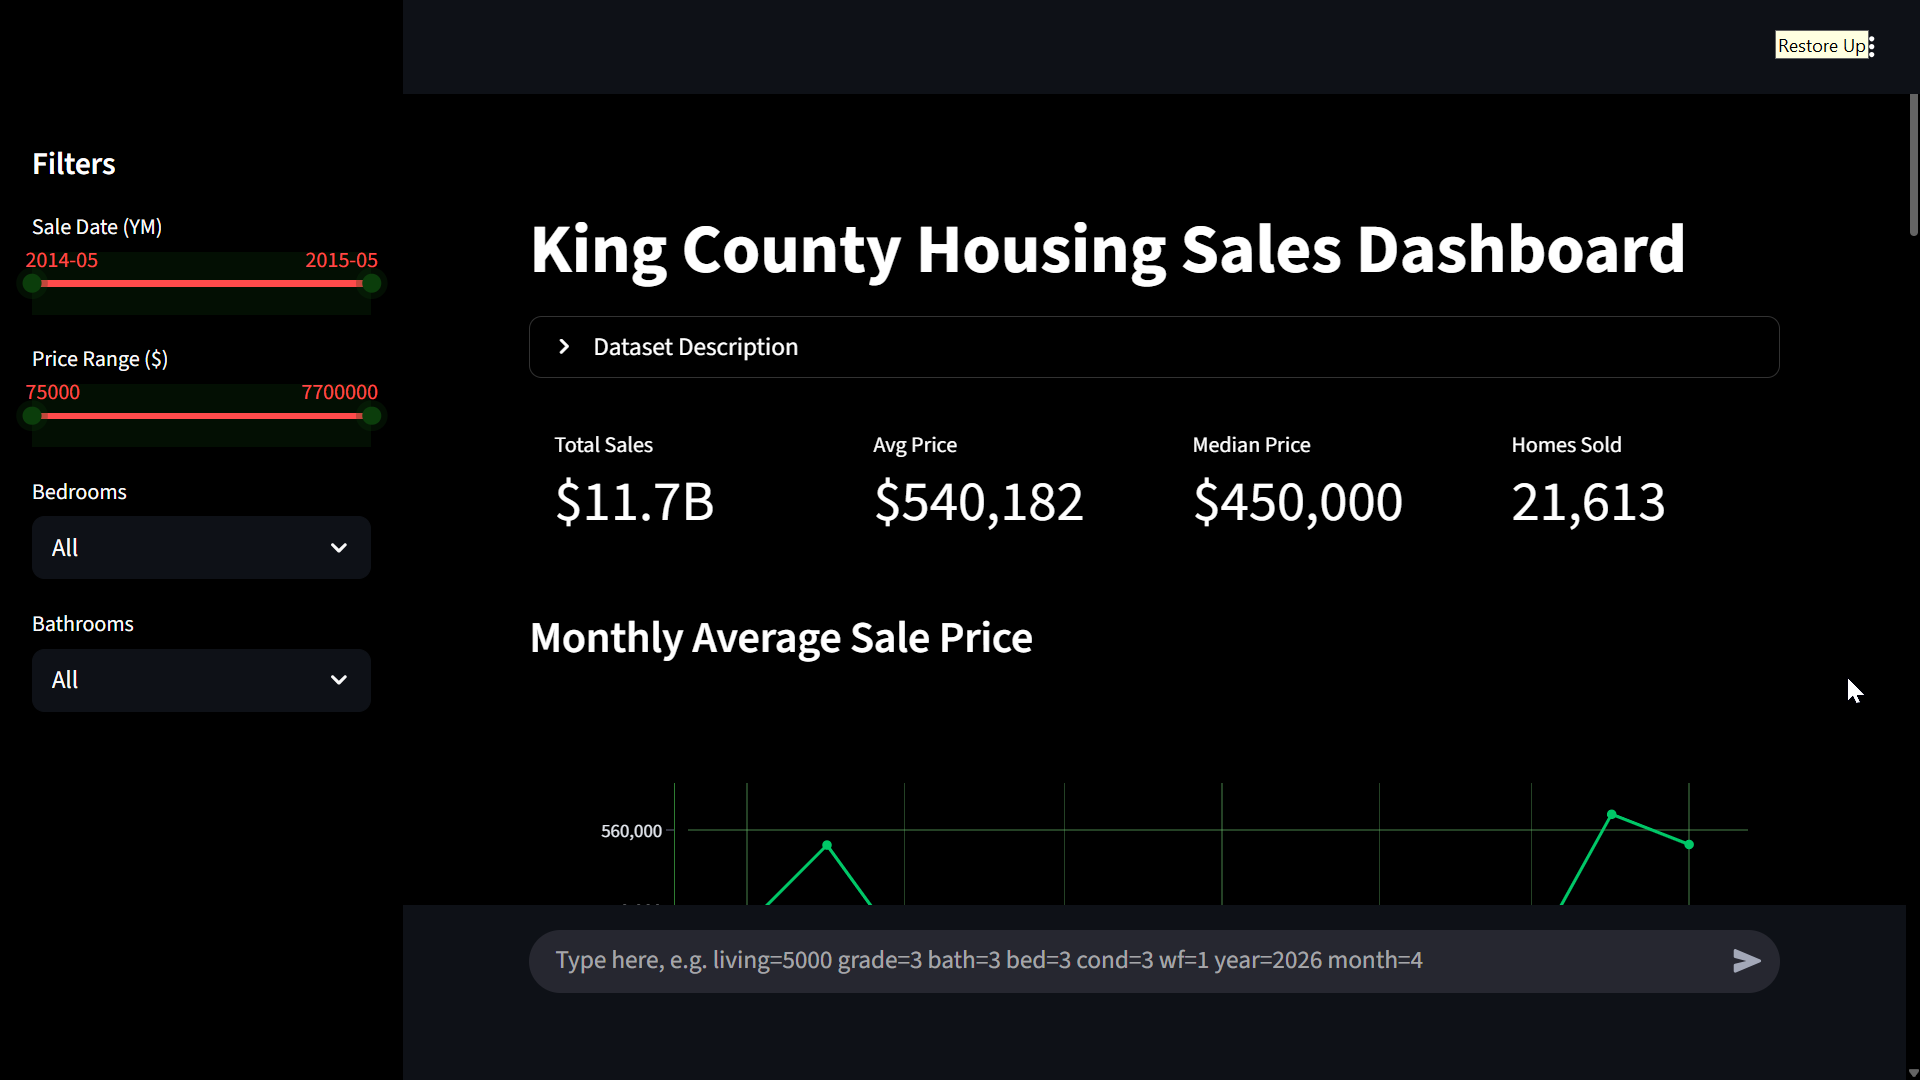 Restore Up
Filters
Sale Date (YM)
2014-05 2015-05
Price Range ($)
75000 7700000
Bedrooms
All
Bathrooms
All
King County Housing Sales Dashboard
Dataset Description
Total Sales Avg Price Median Price Homes Sold
$11.7B $540,182 $450,000 21,613
Monthly Average Sale Price
560,000
Type here, e.g. living=5000 grade=3 bath=3 bed=3 cond=3 wf=1 year=2026 month=4